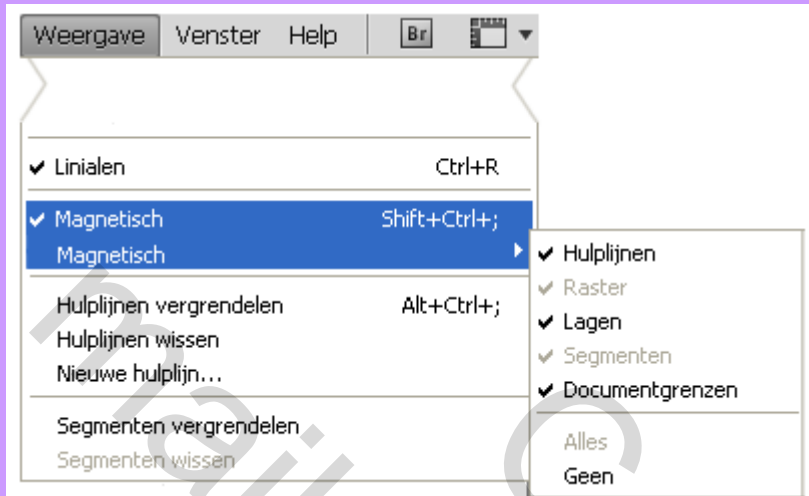 Weergave Venster Help Br
Linialen Ctrl+R
Magnetisch Shift+Ctrl+;
Magnetisch
Hulplijnen
Raster
Lagen
Segmenten
Documentgrenzen
Alles
Geen
Hulplijnen vergrendelen Alt+Ctrl+;
Hulplijnen wissen
Nieuwe hulplijn...
Segmenten vergrendelen
Segmenten wissen
mail C